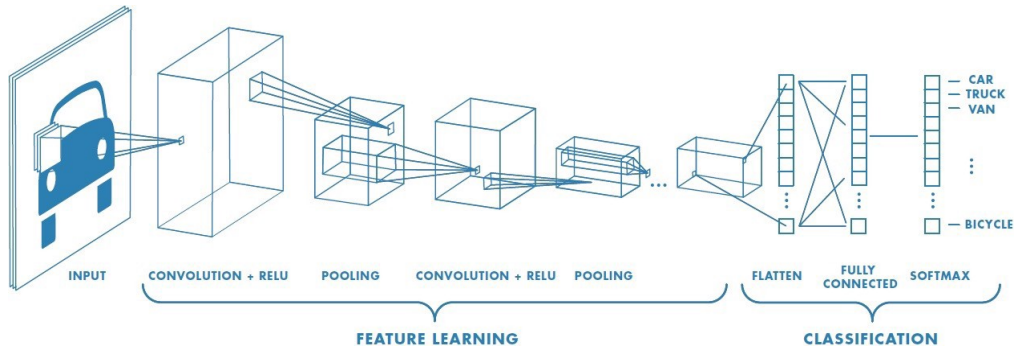 CAR
TRUCK
VAN
BICYCLE
INPUT
CONVOLUTION + RELU
POOLING
CONVOLUTION + RELU
POOLING
FLATTEN
FULLY
CONNECTED
SOFTMAX
FEATURE LEARNING
CLASSIFICATION